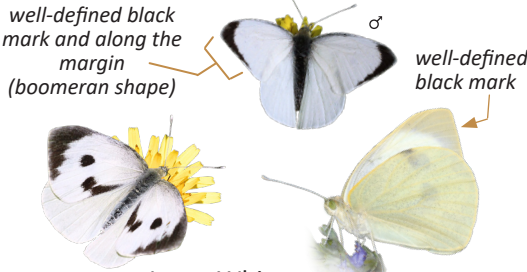 well-defined black
mark and along the
margin
(boomeran shape)
♂
well-defined
black mark